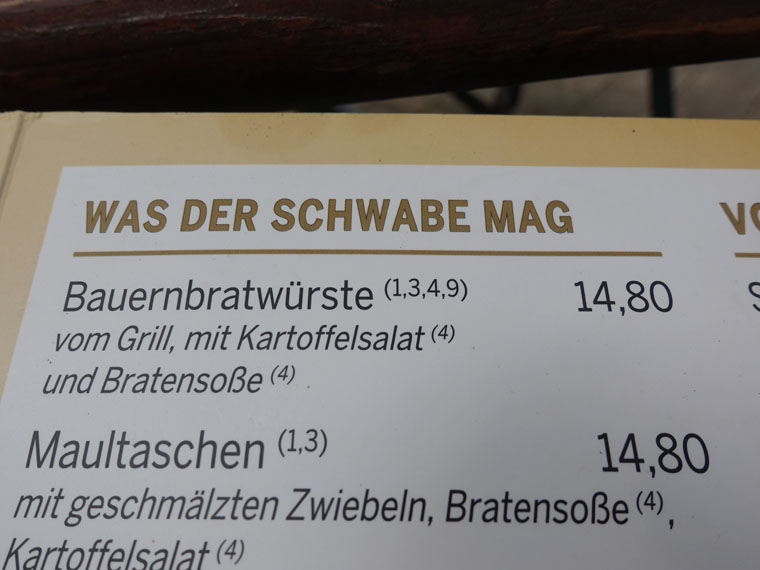 WAS DER SCHWABE MAG
Bauernbratwürste (1,3,4,9) 14,80
vom Grill, mit Kartoffelsalat (4)
und Bratensoße (4)
Maultaschen (1,3) 14,80
mit geschmälzten Zwiebeln, Bratensoße (4),
Kartoffelsalat (4)